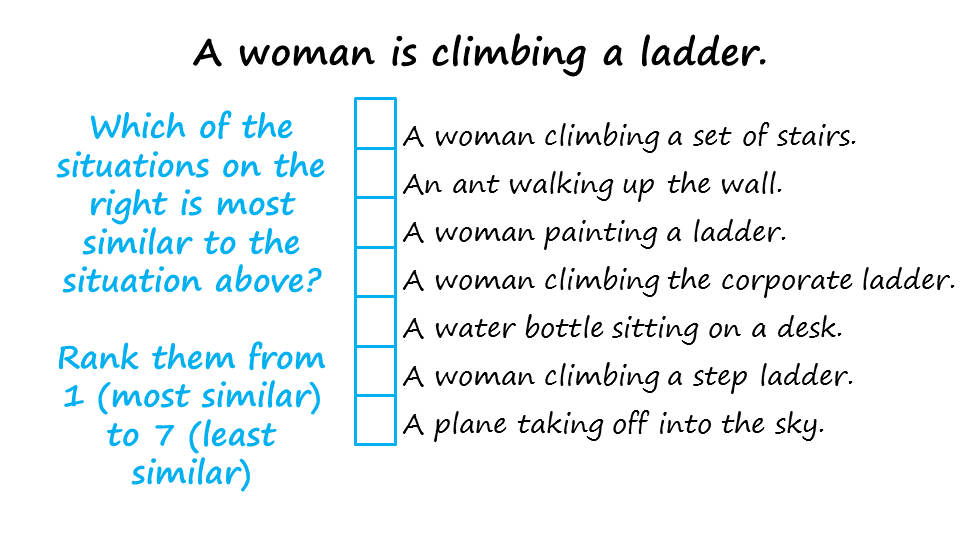 A woman is climbing a ladder.
Which of the
situations on the
right is most
similar to the
situation above?
Rank them from
1 (most similar)
to 7 (least
similar)
A woman climbing a set of stairs.
An ant walking up the wall.
A woman painting a ladder.
A woman climbing the corporate ladder.
A water bottle sitting on a desk.
A woman climbing a step ladder.
A plane taking off into the sky.